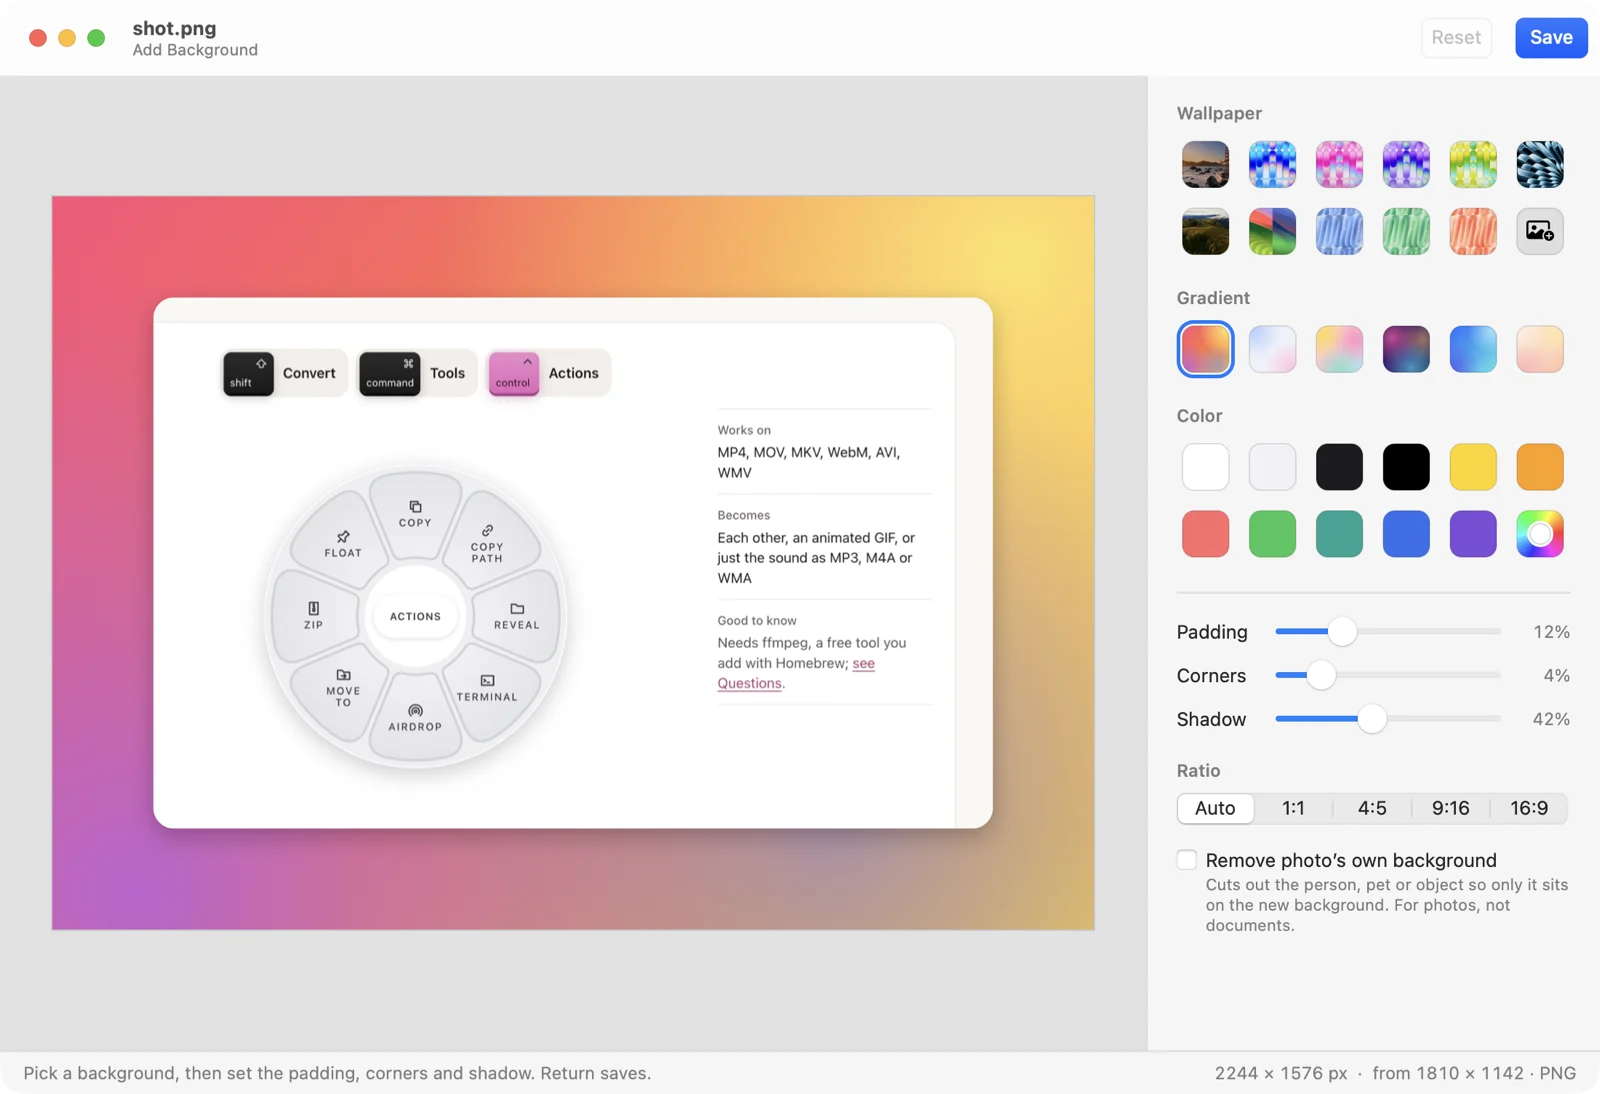 shot.png
Add Background
Reset
Save
shift
Convert
⌘
command
Tools
control
Actions
COPY
COPY
PATH
REVEAL
TERMINAL
AIRDROP
MOVE
TO
ZIP
FLOAT
ACTIONS
Works on
MP4, MOV, MKV, WebM, AVI,
WMV
Becomes
Each other, an animated GIF, or
just the sound as MP3, M4A or
WMA
Good to know
Needs ffmpeg, a free tool you
add with Homebrew; see
Questions.
Wallpaper
Gradient
Color
Padding 12%
Corners 4%
Shadow 42%
Ratio
Auto 1:1 4:5 9:16 16:9
Remove photo’s own background
Cuts out the person, pet or object so only it sits
on the new background. For photos, not
documents.
Pick a background, then set the padding, corners and shadow. Return saves.
2244 × 1576 px · from 1810 × 1142 · PNG